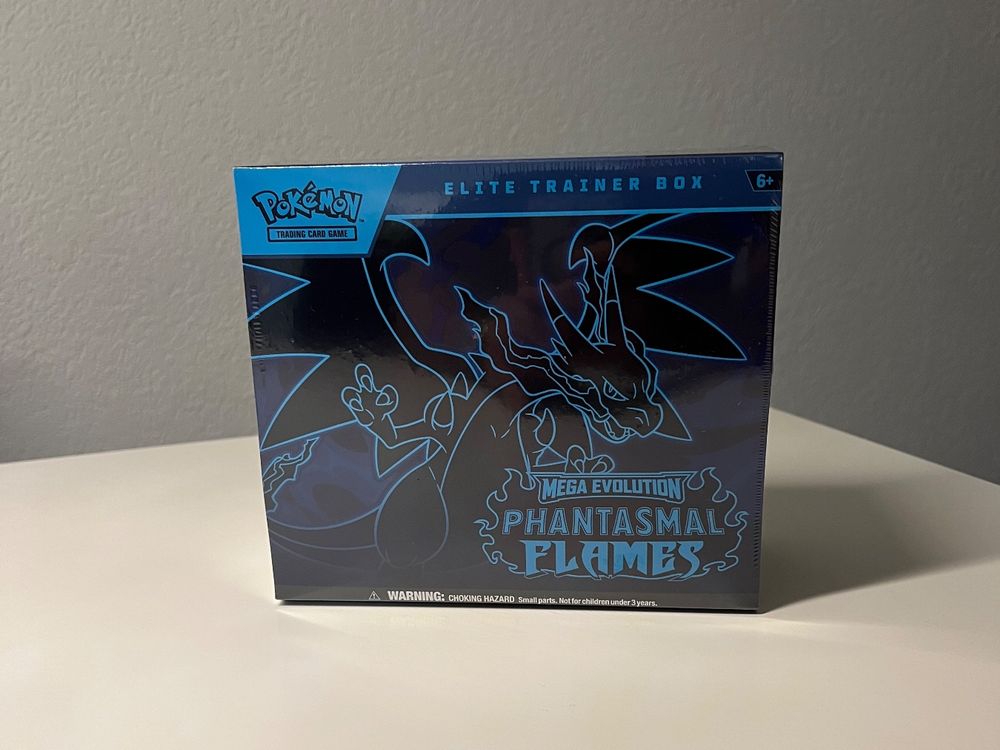 POKéMON
TRADING CARD GAME
ELITE TRAINER BOX
6+
MEGA EVOLUTION
PHANTASMAL
FLAMES
WARNING: CHOKING HAZARD Small parts. Not for children under 3 years.